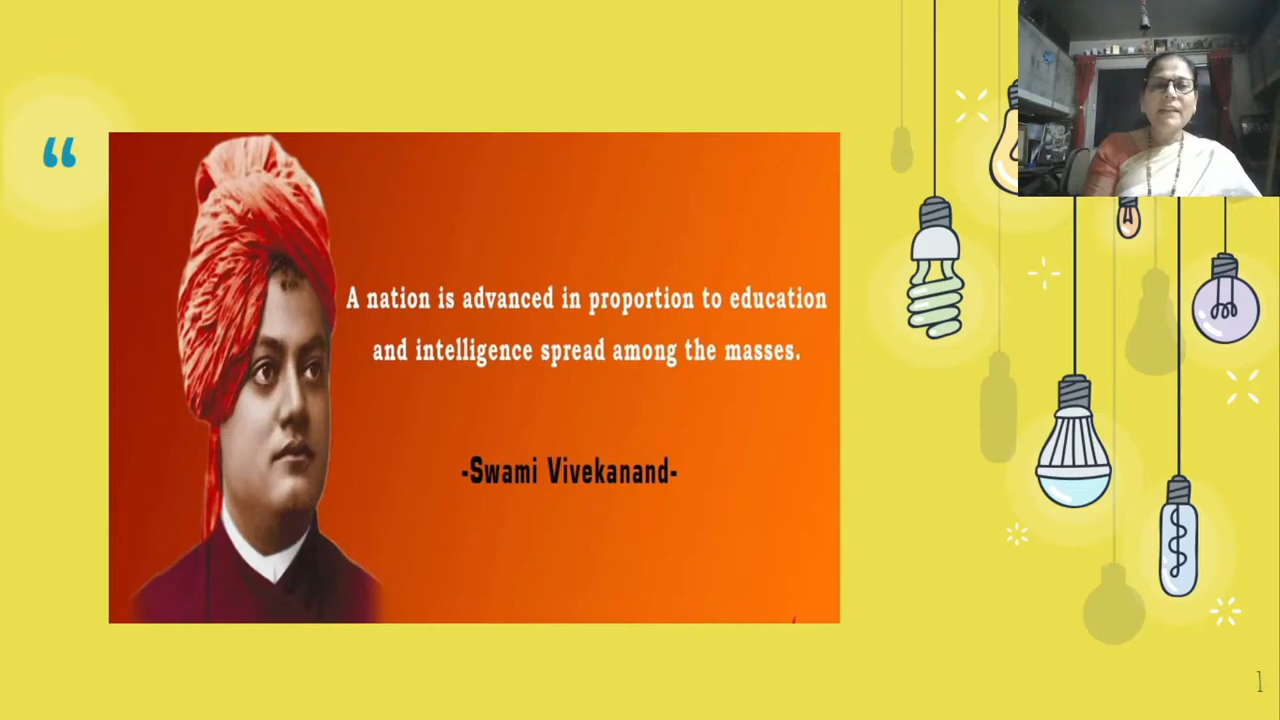 “
A nation is advanced in proportion to education
and intelligence spread among the masses.
-Swami Vivekanand-
1